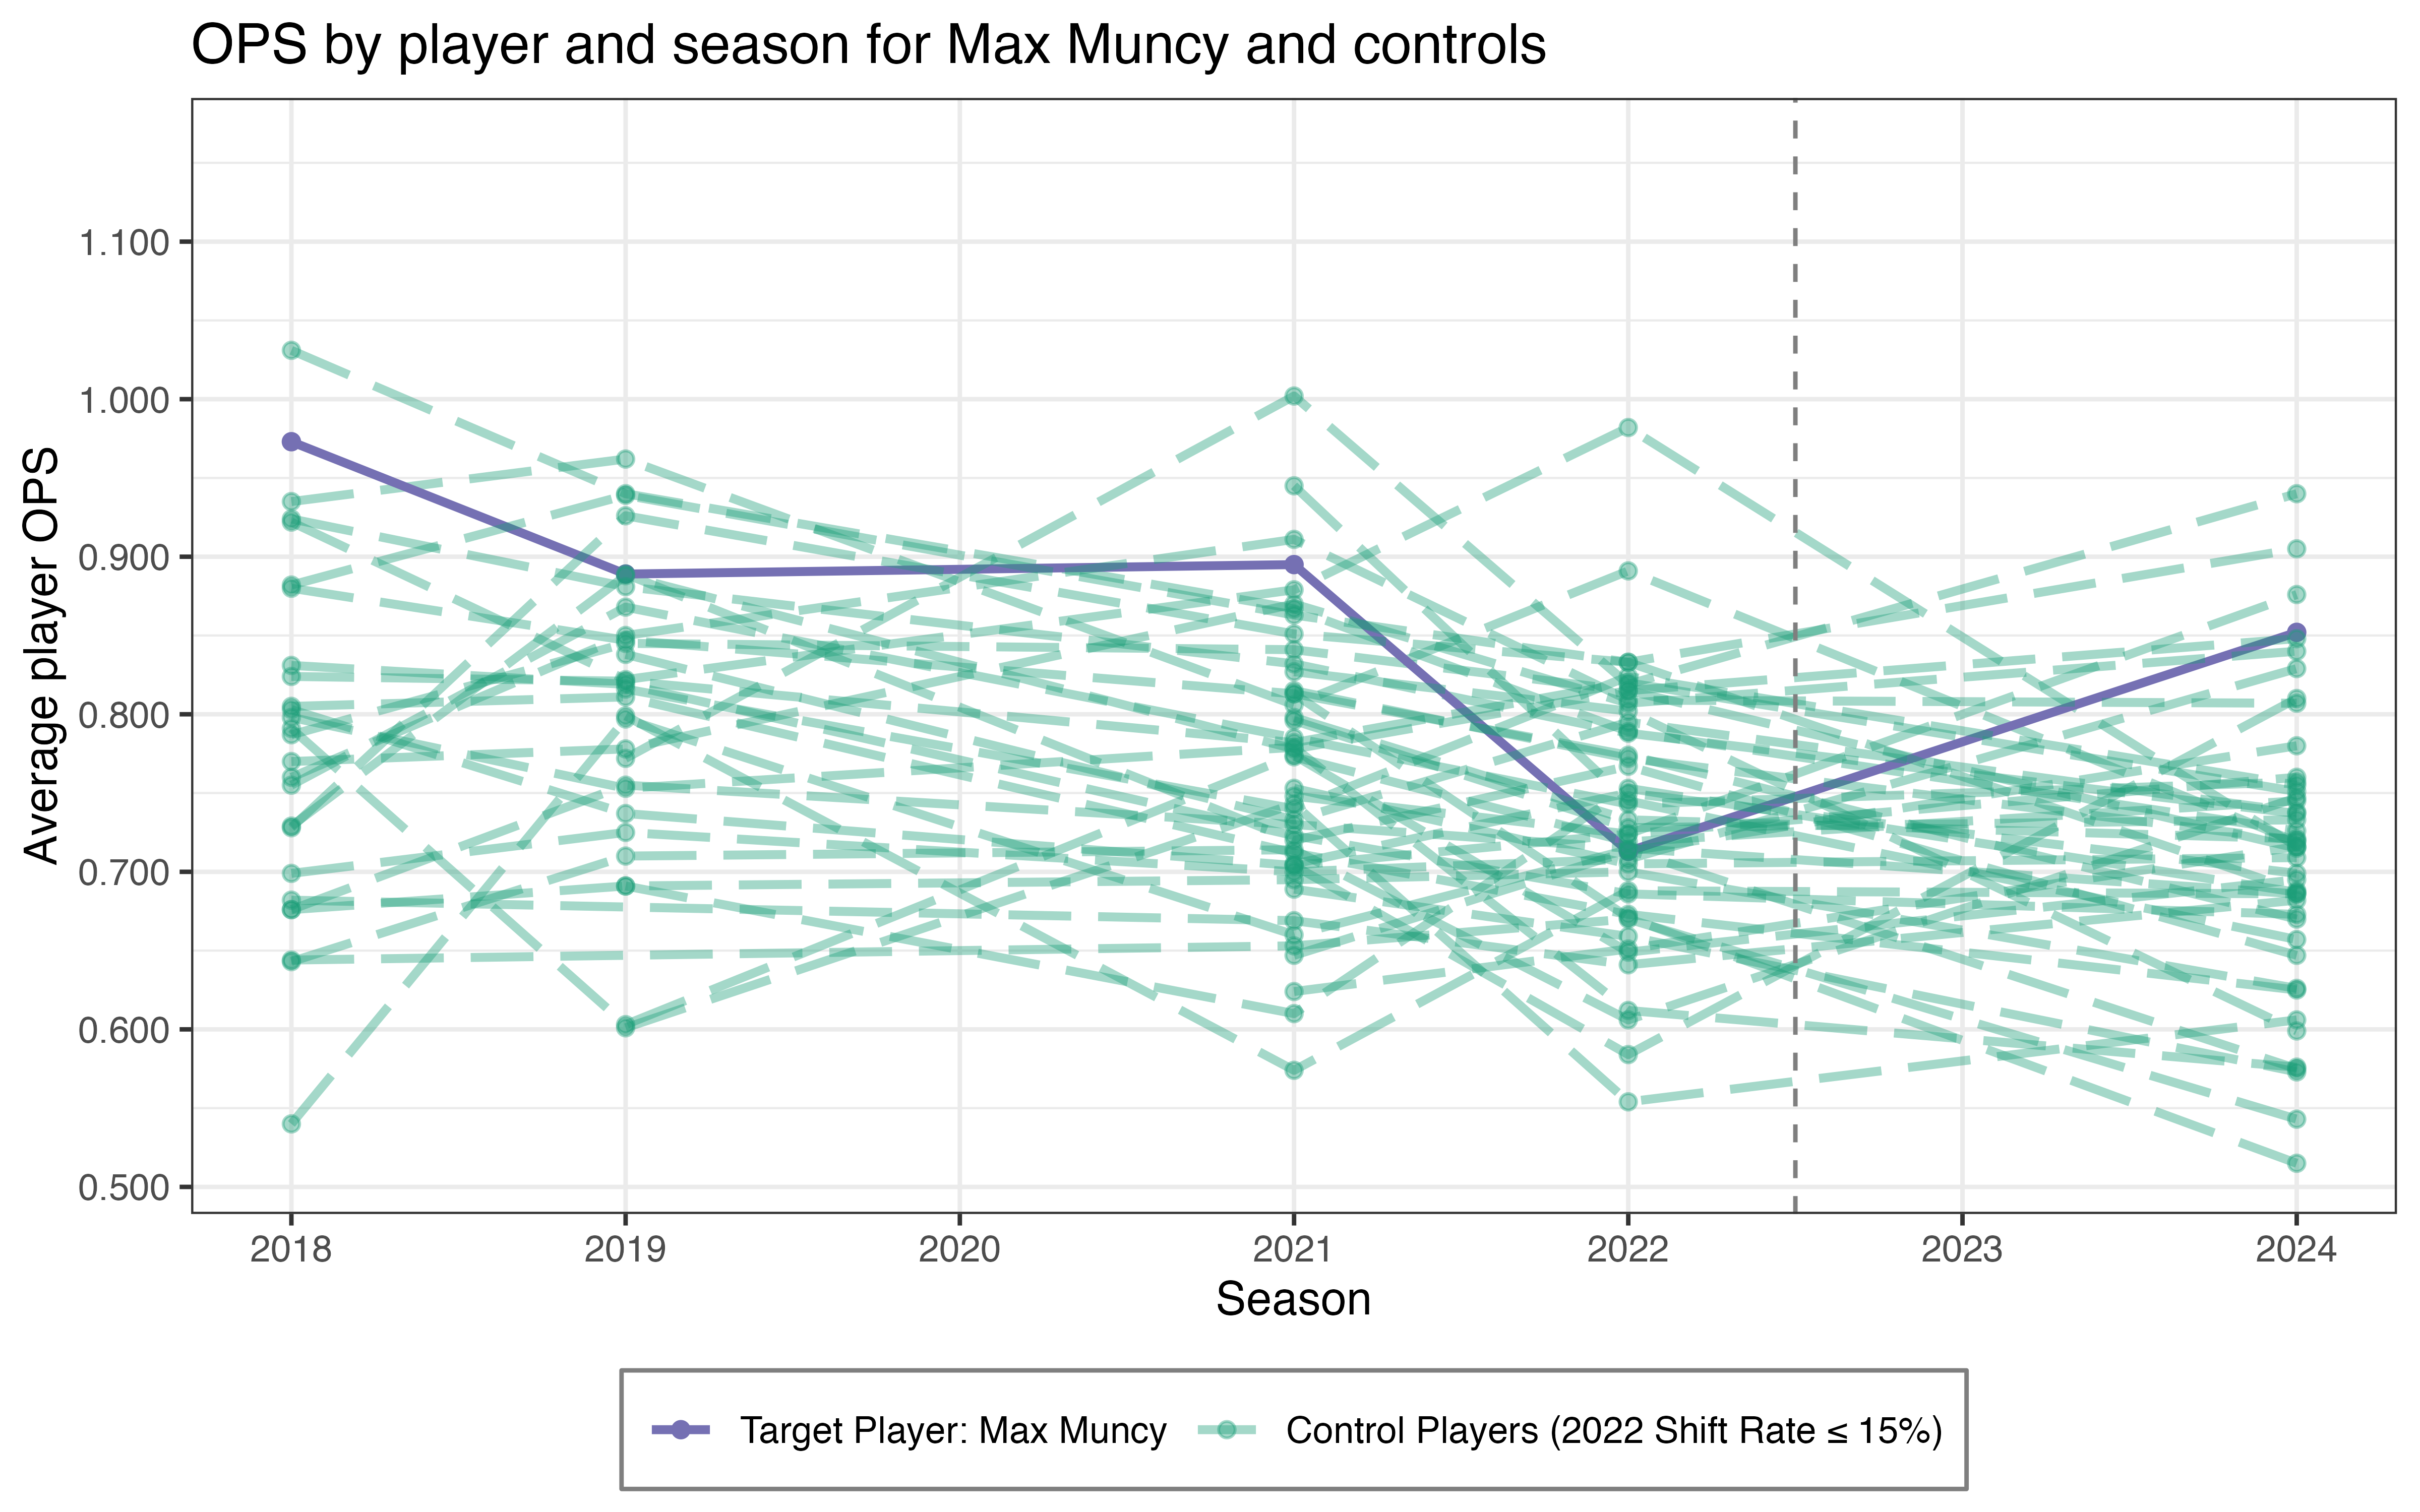 OPS by player and season for Max Muncy and controls
Average player OPS
1.100
1.000
0.900
0.800
0.700
0.600
0.500
2018 2019 2020 2021 2022 2023 2024
Season
Target Player: Max Muncy Control Players (2022 Shift Rate ≤ 15%)